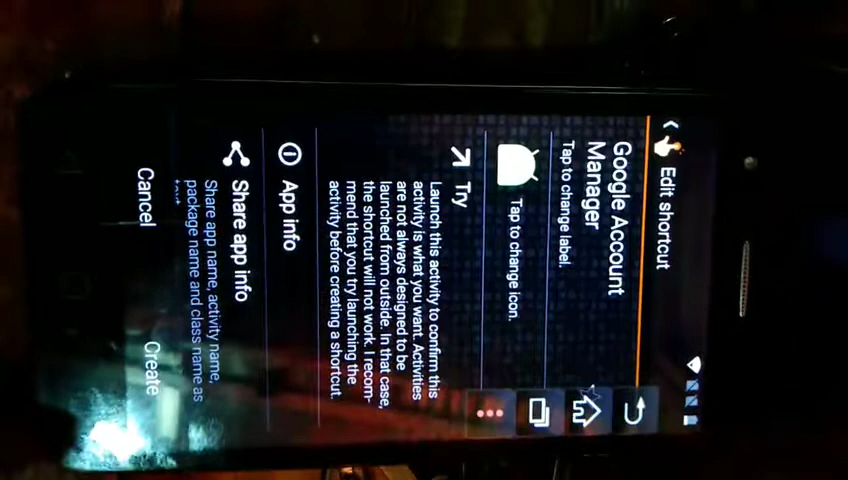 Edit shortcut
Google Account
Manager
Tap to change label.
Tap to change icon.
Try
Launch this activity to confirm this
activity is what you want. Activities
are not always designed to be
launched from outside. In that case,
the shortcut will not work. I recom-
mend that you try launching the
activity before creating a shortcut.
App info
Share app info
Share app name, activity name,
package name and class name as
Cancel
Create